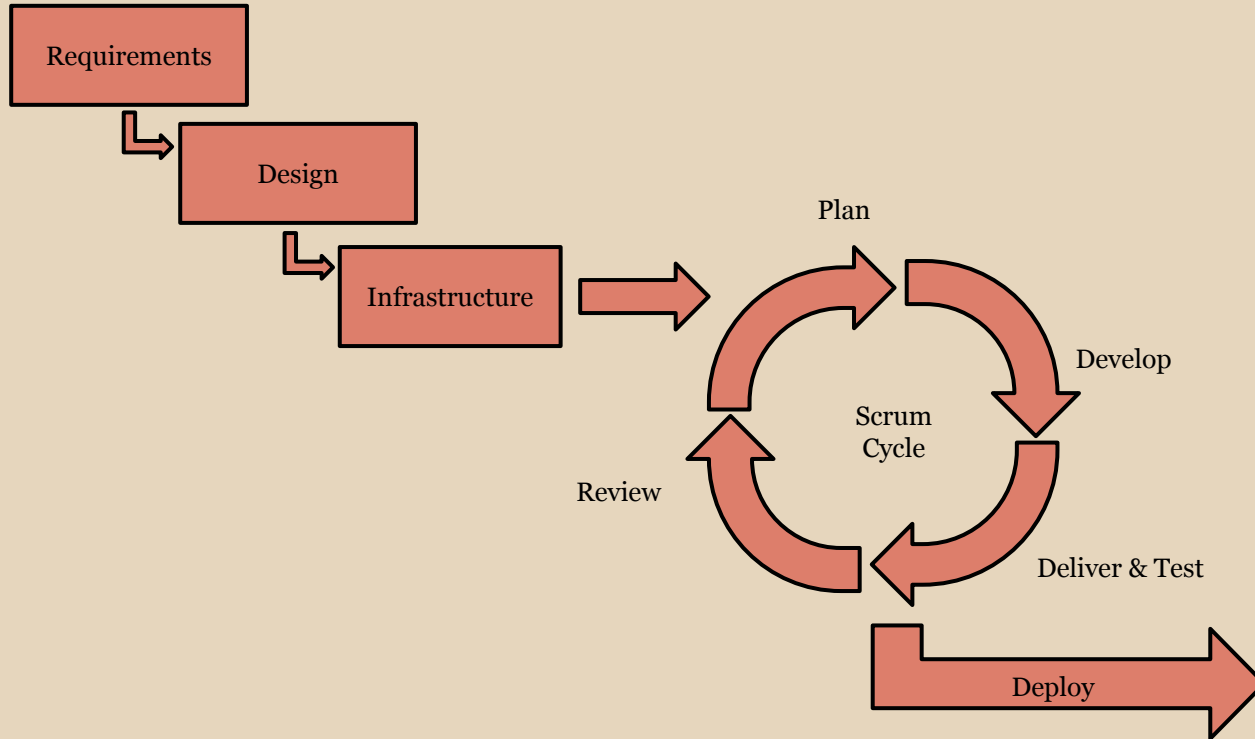 Requirements
Design
Infrastructure
Plan
Develop
Scrum
Cycle
Review
Deliver & Test
Deploy